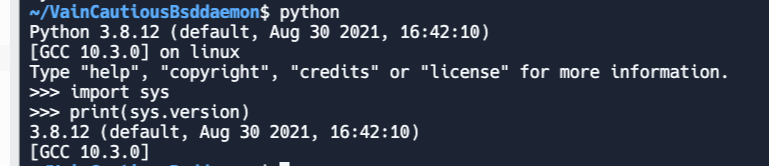 ~/VainCautiousBsddaemon$ python
Python 3.8.12 (default, Aug 30 2021, 16:42:10)
[GCC 10.3.0] on linux
Type "help", "copyright", "credits" or "license" for more information.
>>> import sys
>>> print(sys.version)
3.8.12 (default, Aug 30 2021, 16:42:10)
[GCC 10.3.0]